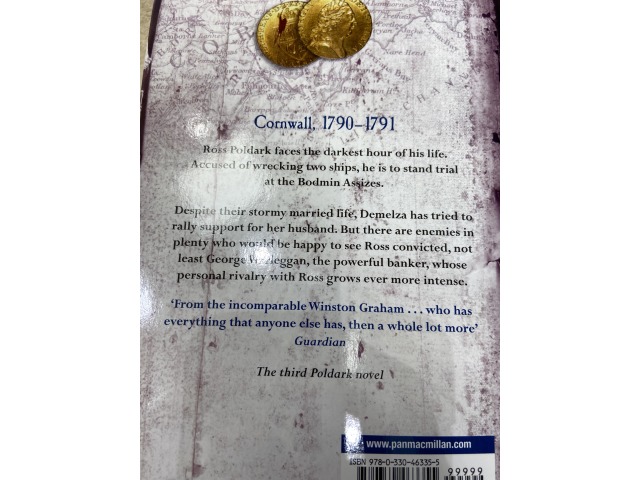 Cornwall, 1790–1791
Ross Poldark faces the darkest hour of his life.
Accused of wrecking two ships, he is to stand trial
at the Bodmin Assizes.
Despite their stormy married life, Demelza has tried to
rally support for her husband. But there are enemies in
plenty who would be happy to see Ross convicted, not
least George Warleggan, the powerful banker, whose
personal rivalry with Ross grows ever more intense.
‘From the incomparable Winston Graham . . . who has
everything that anyone else has, then a whole lot more’
Guardian
The third Poldark novel
www.panmacmillan.com
ISBN 978-0-330-46335-5
99999